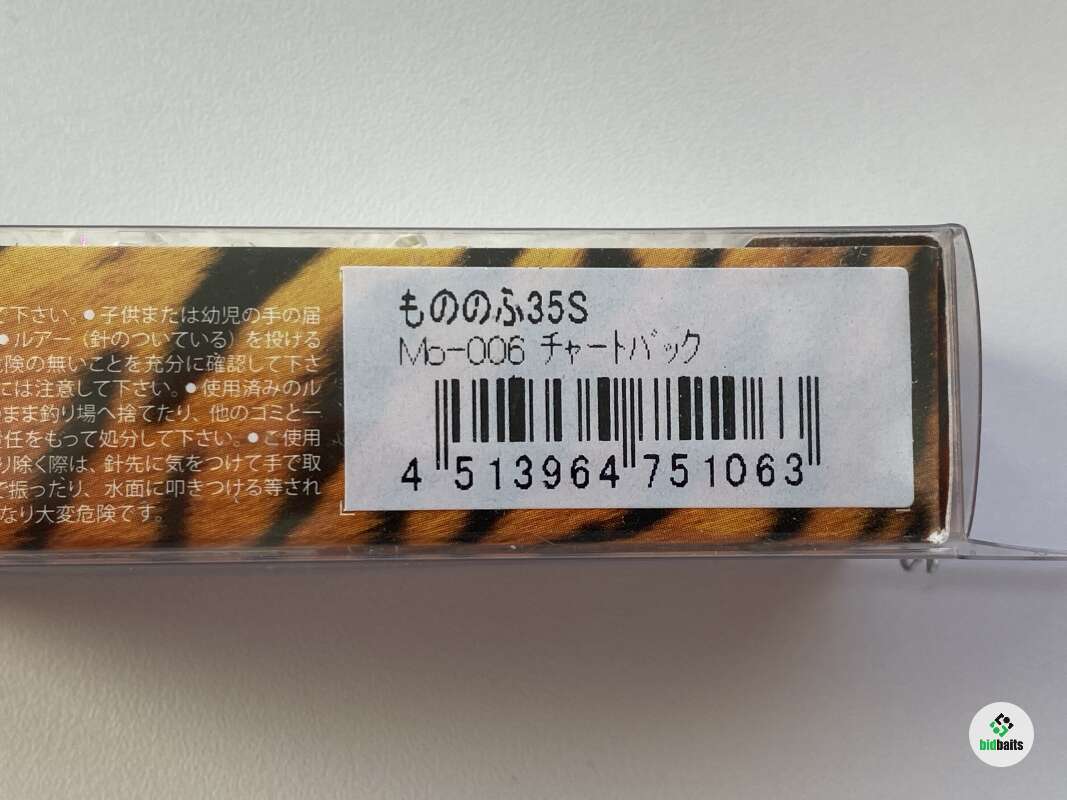 て下さい。●子供または幼児の手の届
●ルアー（針のついている）を投げる
危険の無いことを充分に確認して下さ
には注意して下さい。●使用済みのル
まま釣り場へ捨てたり、他のゴミと一
責任をもって処分して下さい。●ご使用
り除く際は、針先に気をつけて手で取
で振ったり、水面に叩きつける等され
なり大変危険です。
もののふ35S
Mo-006 チャートバック
4 513964 751063
bidbaits